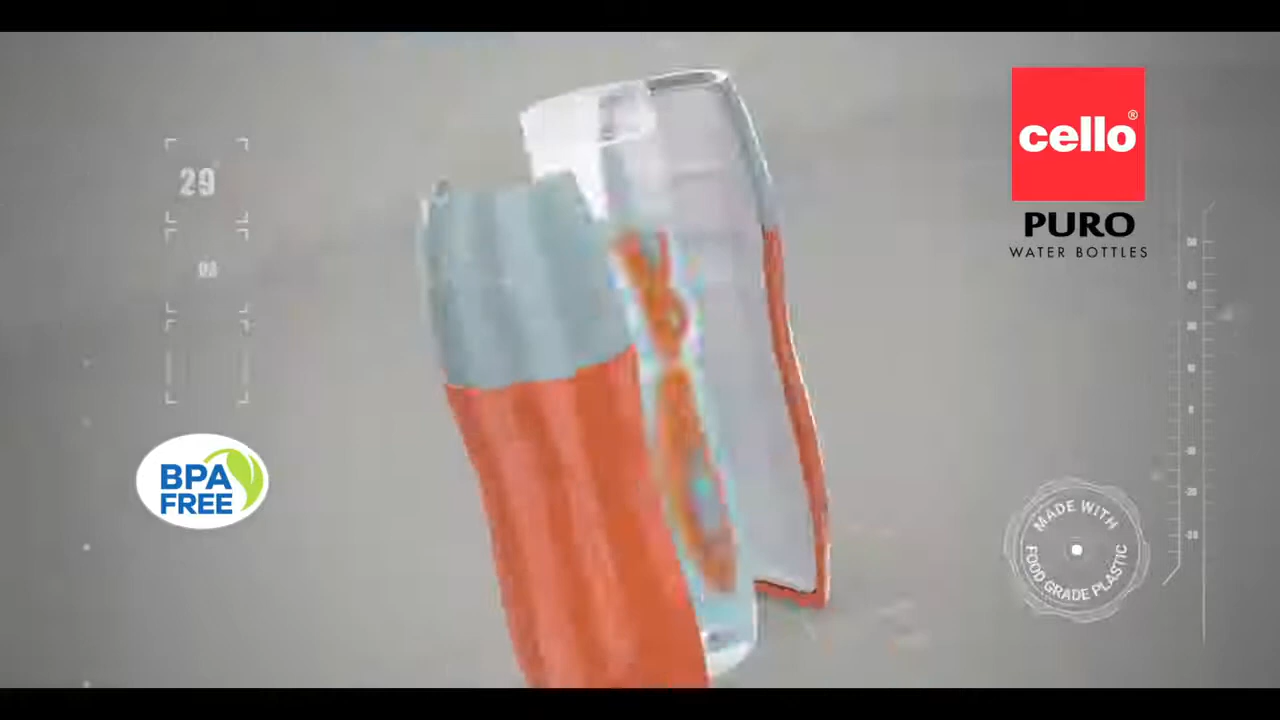 cello®
PURO
WATER BOTTLES
29
BPA
FREE
MADE WITH
FOOD GRADE PLASTIC